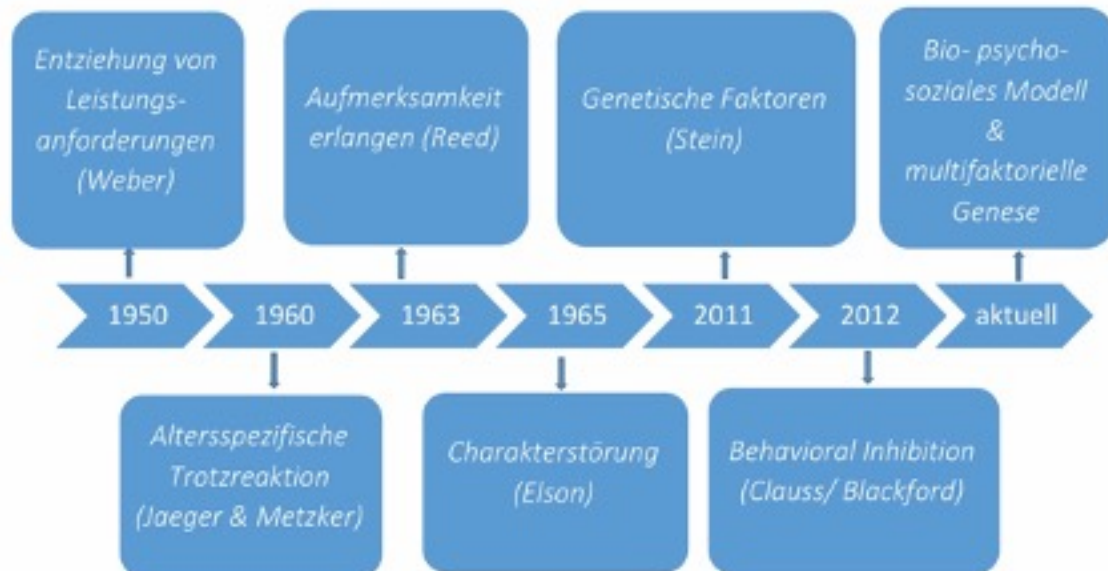 Entziehung von
Leistungs-
anforderungen
(Weber)
Aufmerksamkeit
erlangen (Reed)
Genetische Faktoren
(Stein)
Bio- psycho-
soziales Modell
&
multifaktorielle
Genese
1950
1960
1963
1965
2011
2012
aktuell
Altersspezifische
Trotzreaktion
(Jaeger & Metzker)
Charakterstörung
(Elson)
Behavioral Inhibition
(Clauss/ Blackford)